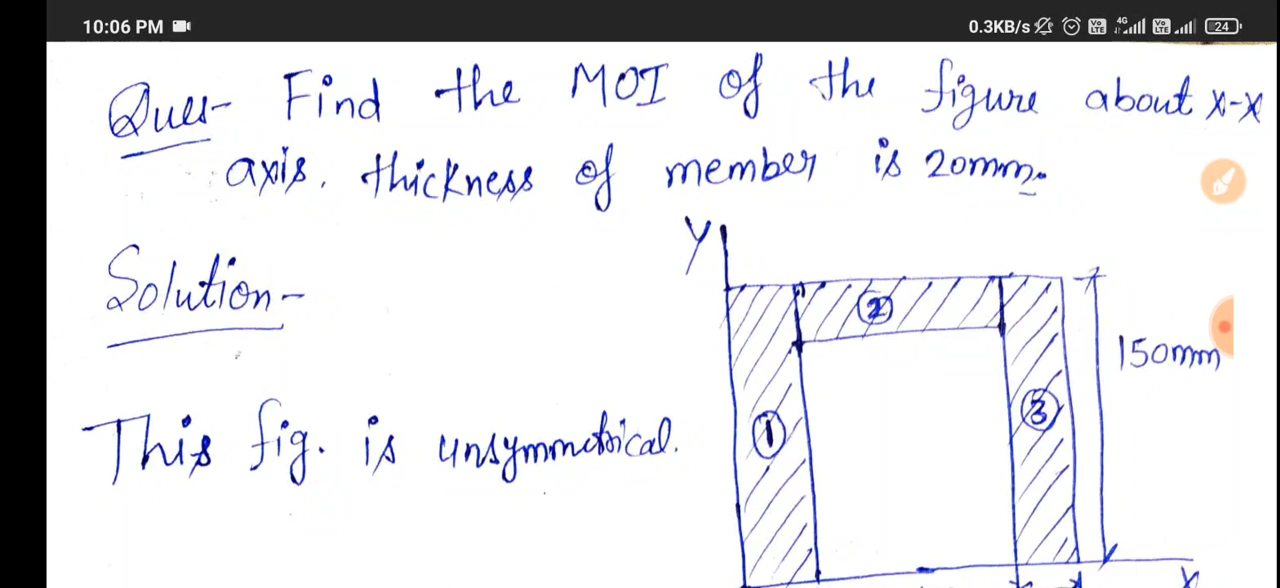 10:06 PM 0.3KB/s 4G 24
Ques- Find the MOI of the figure about x-x
axis. thickness of member is 20mm.
Solution-
Y
②
150mm
③
①
This fig. is unsymmetrical.
X